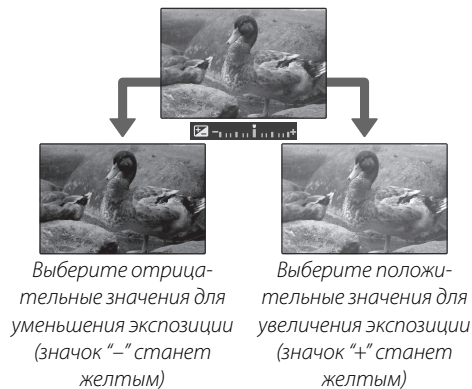 Выберите отрица-
тельные значения для
уменьшения экспозиции
(значок “–” станет
желтым)
Выберите положи-
тельные значения для
увеличения экспозиции
(значок “+” станет
желтым)